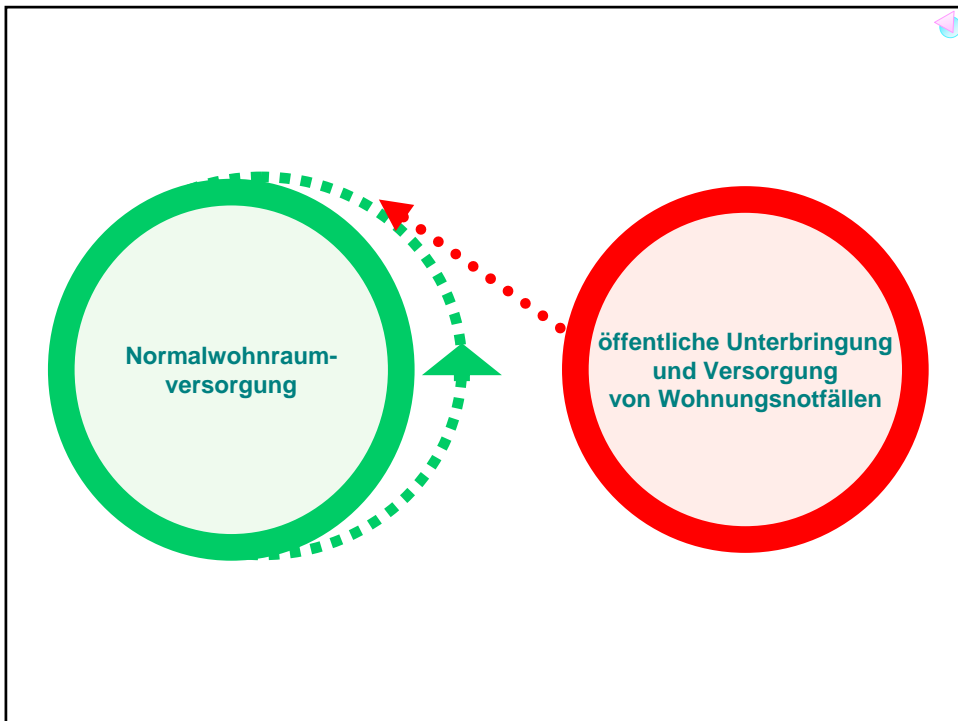 Normalwohnraum-
versorgung
öffentliche Unterbringung
und Versorgung
von Wohnungsnotfällen